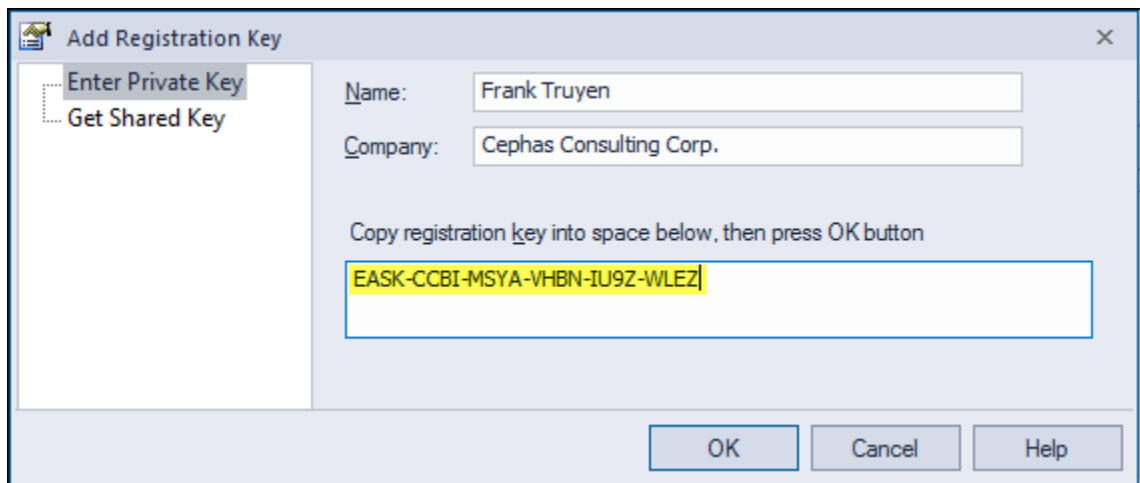 Add Registration Key
Enter Private Key
Get Shared Key
Name: Frank Truyen
Company: Cephas Consulting Corp.
Copy registration key into space below, then press OK button
EASK-CCBI-MSYA-VHBN-IU9Z-WLEZ
OK Cancel Help